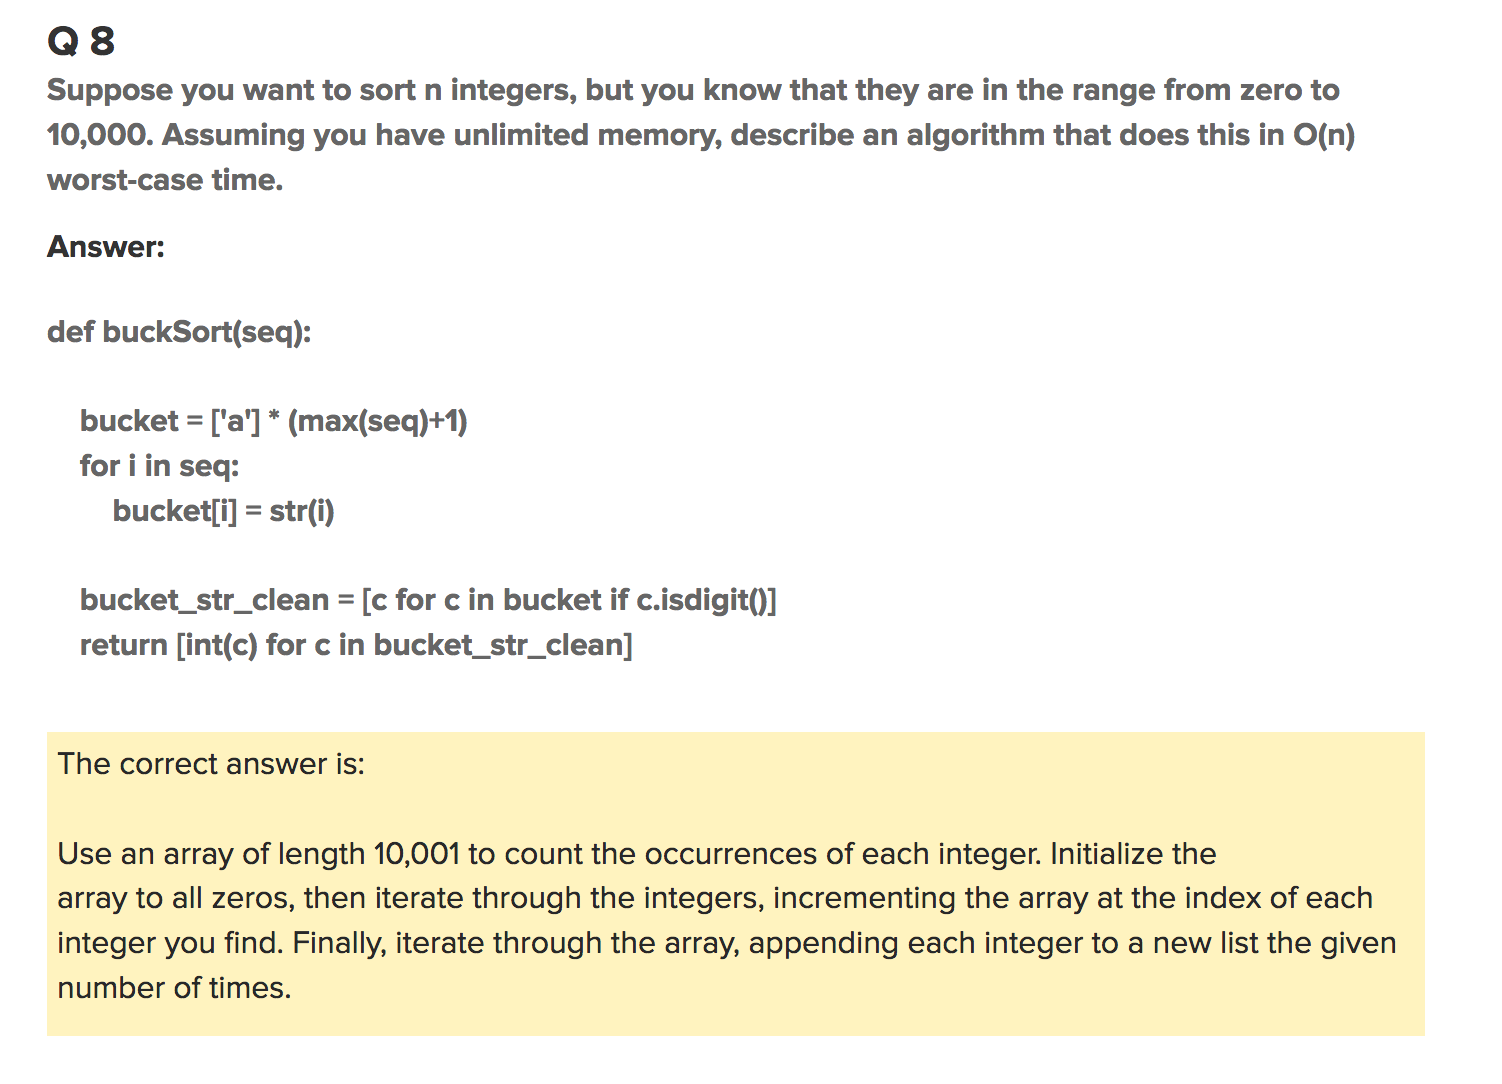 Q 8
Suppose you want to sort n integers, but you know that they are in the range from zero to
10,000. Assuming you have unlimited memory, describe an algorithm that does this in O(n)
worst-case time.
Answer:
def buckSort(seq):
bucket = ['a'] * (max(seq)+1)
for i in seq:
bucket[i] = str(i)
bucket_str_clean = [c for c in bucket if c.isdigit()]
return [int(c) for c in bucket_str_clean]
The correct answer is:
Use an array of length 10,001 to count the occurrences of each integer. Initialize the
array to all zeros, then iterate through the integers, incrementing the array at the index of each
integer you find. Finally, iterate through the array, appending each integer to a new list the given
number of times.